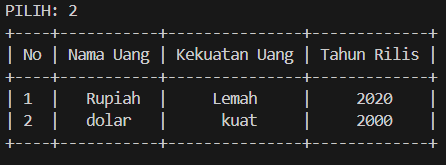 PILIH: 2
+----+------------+----------------+-------------+
| No | Nama Uang | Kekuatan Uang | Tahun Rilis |
+----+------------+----------------+-------------+
| 1 | Rupiah | Lemah | 2020 |
| 2 | dolar | kuat | 2000 |
+----+------------+----------------+-------------+